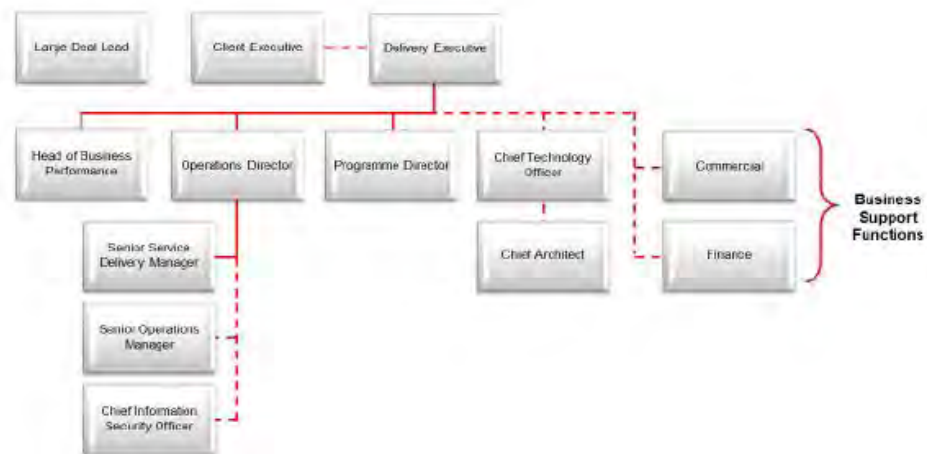 Large Deal Lead
Client Executive
Delivery Executive
Head of Business
Performance
Operations Director
Programme Director
Chief Technology
Officer
Commercial
Business
Support
Functions
Senior Service
Delivery Manager
Chief Architect
Finance
Senior Operations
Manager
Chief Information
Security Officer